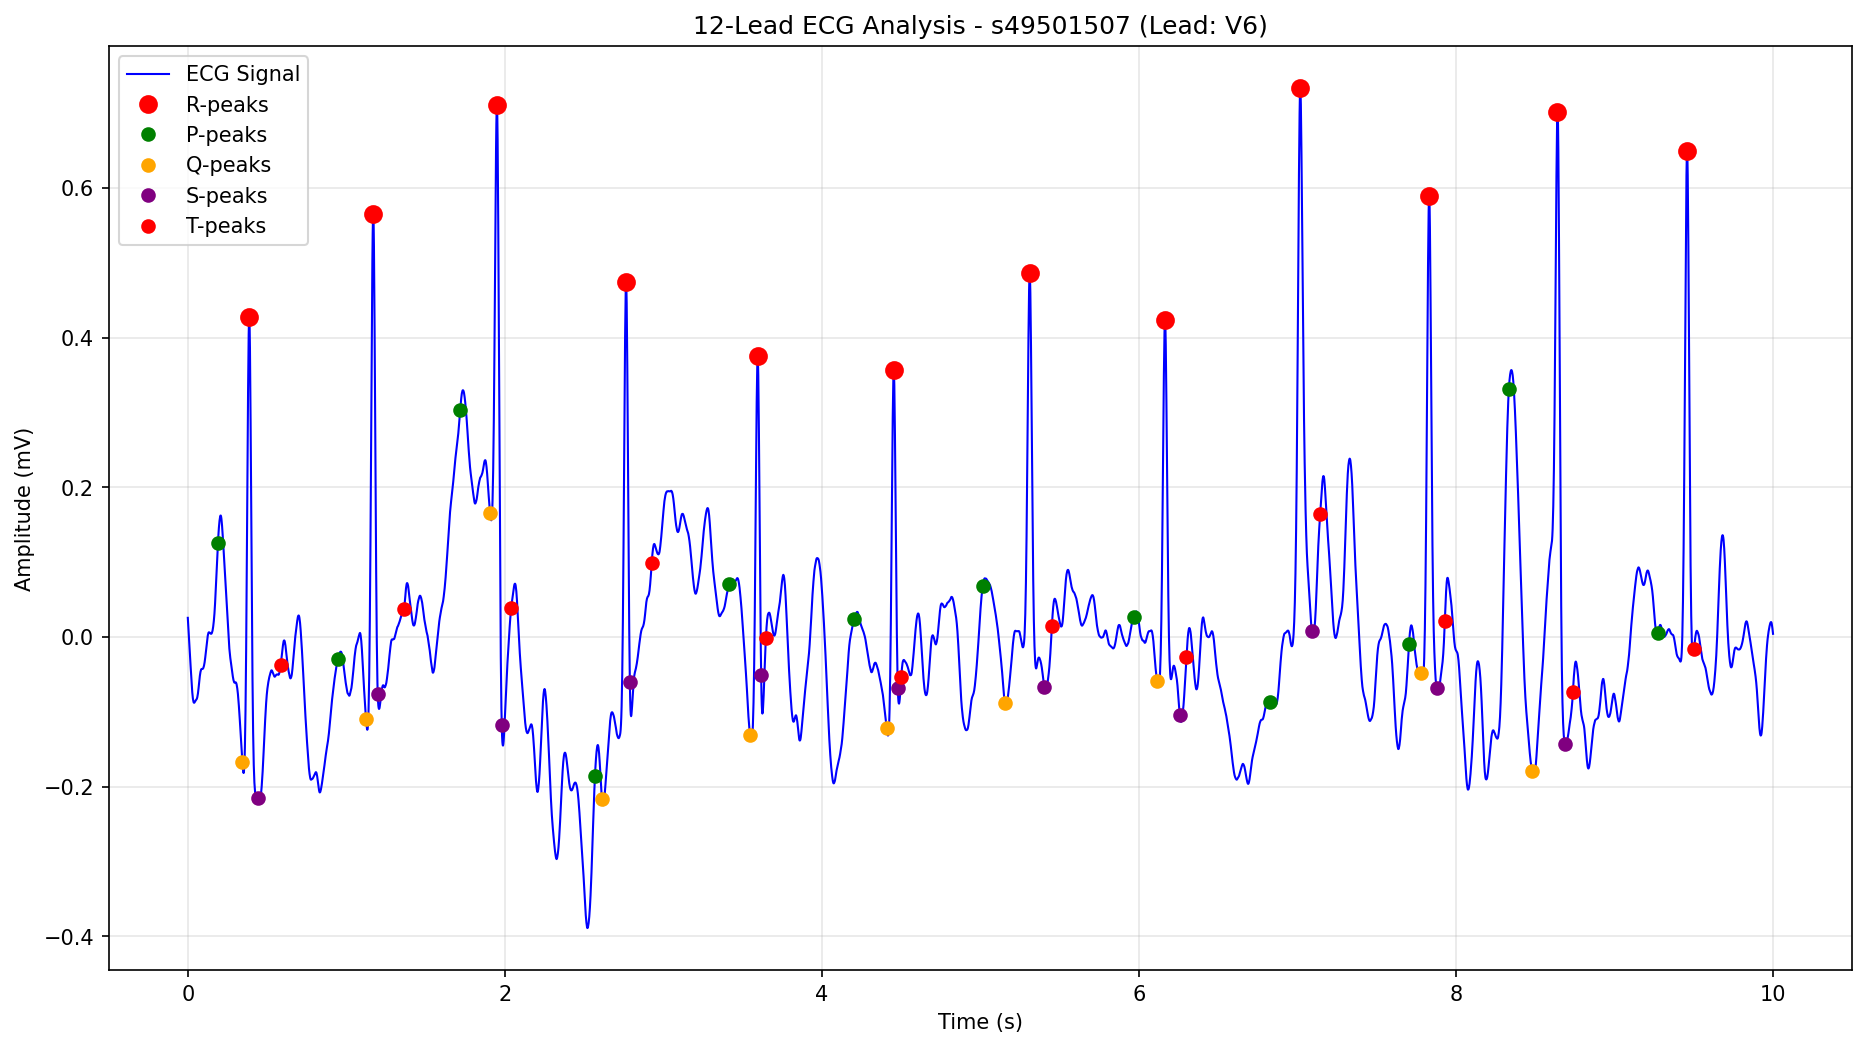 12-Lead ECG Analysis - s49501507 (Lead: V6)
ECG Signal
R-peaks
P-peaks
Q-peaks
S-peaks
T-peaks
Amplitude (mV)
0.6
0.4
0.2
0.0
−0.2
−0.4
0 2 4 6 8 10
Time (s)